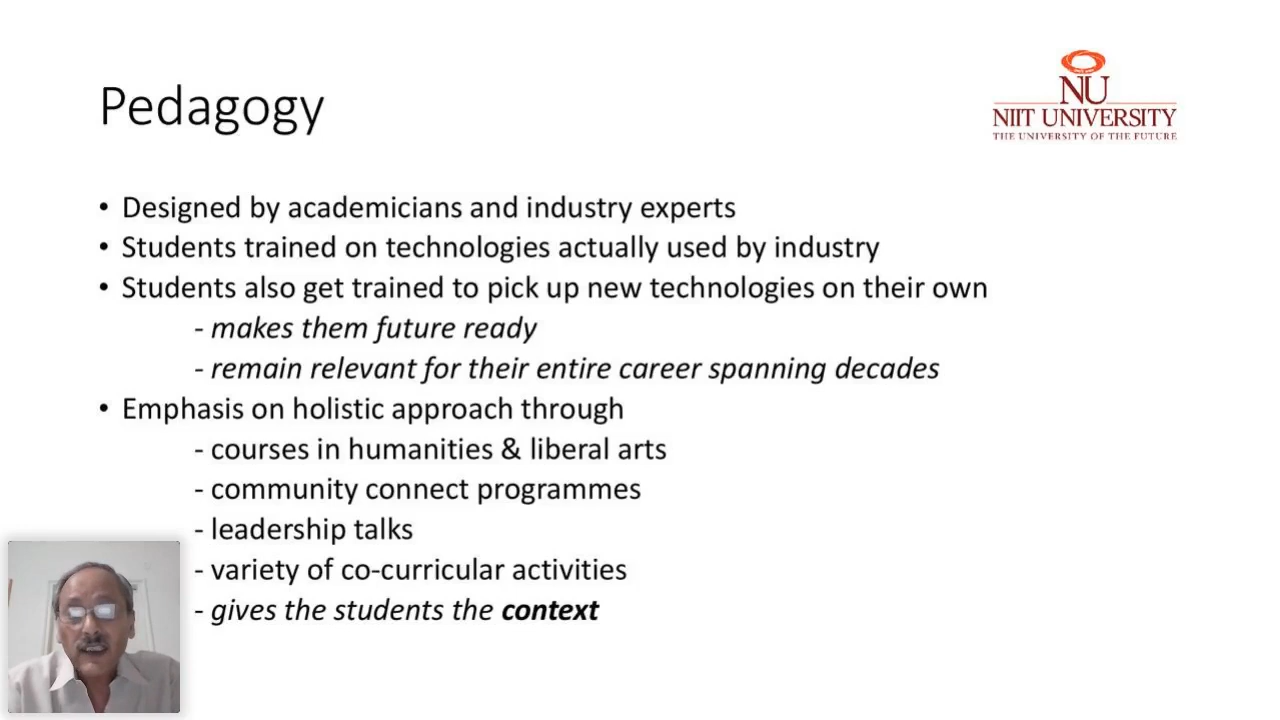 Pedagogy
NU
NIIT UNIVERSITY
THE UNIVERSITY OF THE FUTURE
• Designed by academicians and industry experts
• Students trained on technologies actually used by industry
• Students also get trained to pick up new technologies on their own
- makes them future ready
- remain relevant for their entire career spanning decades
• Emphasis on holistic approach through
- courses in humanities & liberal arts
- community connect programmes
- leadership talks
- variety of co-curricular activities
- gives the students the context